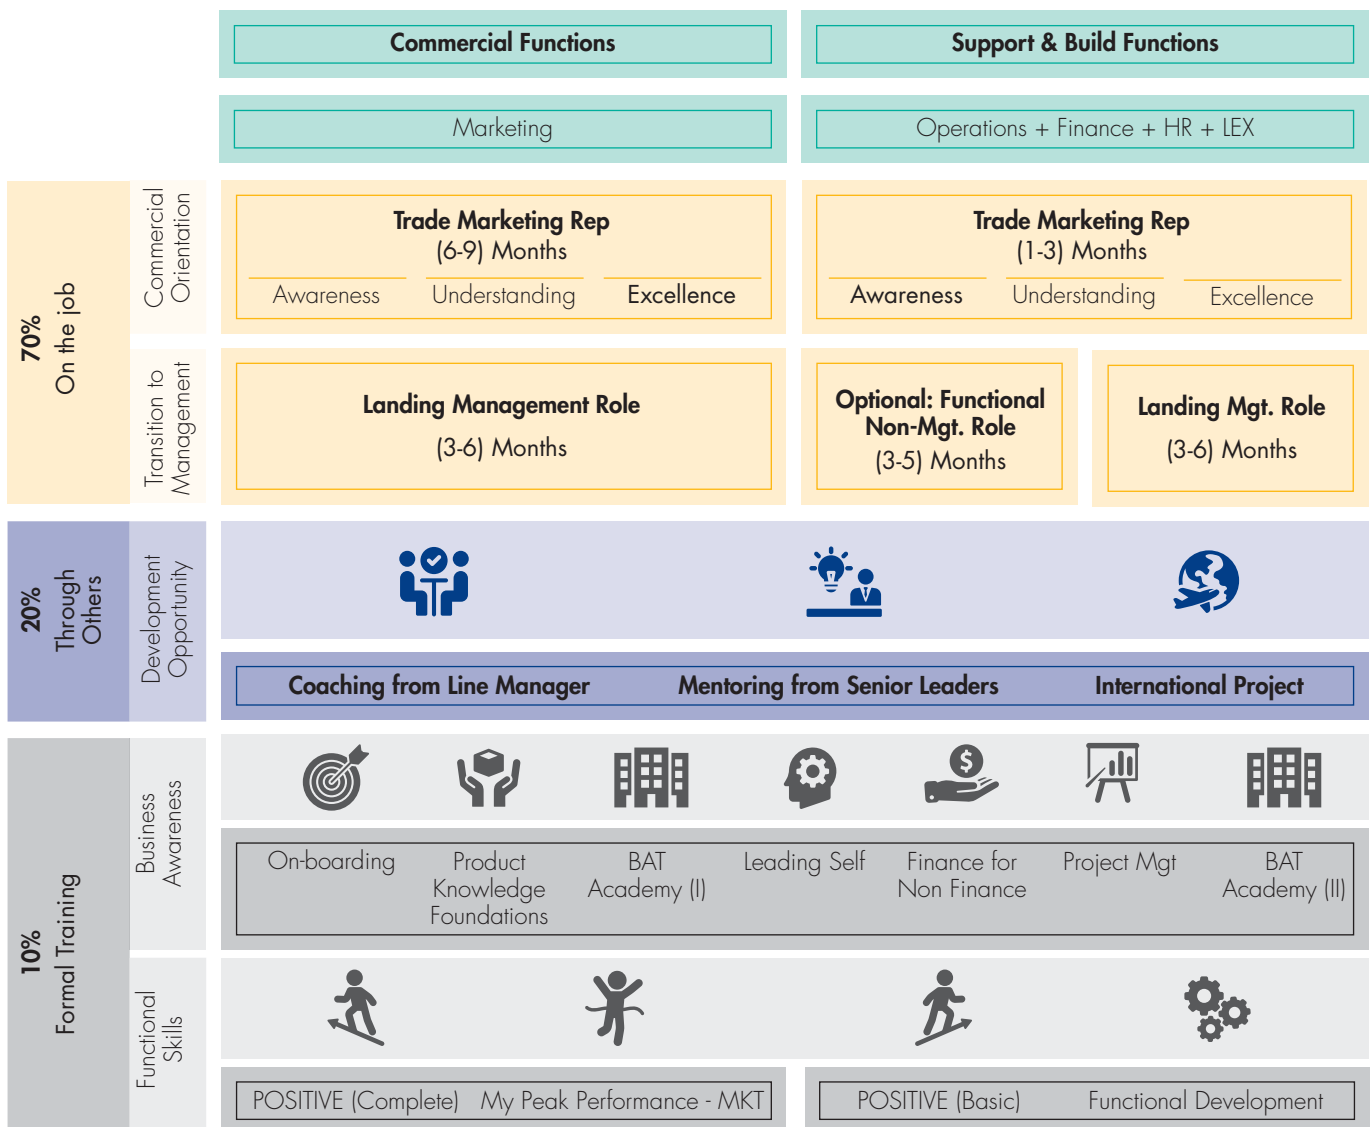 Commercial Functions
Support & Build Functions
Marketing
Operations + Finance + HR + LEX
70%
On the job
Commercial
Orientation
Trade Marketing Rep
(6-9) Months
Awareness
Understanding
Excellence
Trade Marketing Rep
(1-3) Months
Awareness
Understanding
Excellence
Transition to
Management
Landing Management Role
(3-6) Months
Optional: Functional
Non-Mgt. Role
(3-5) Months
Landing Mgt. Role
(3-6) Months
20%
Through
Others
Development
Opportunity
Coaching from Line Manager
Mentoring from Senior Leaders
International Project
10%
Formal Training
Business
Awareness
$
On-boarding
Product
Knowledge
Foundations
BAT
Academy (I)
Leading Self
Finance for
Non Finance
Project Mgt
BAT
Academy (II)
Functional
Skills
POSITIVE (Complete)
My Peak Performance - MKT
POSITIVE (Basic)
Functional Development